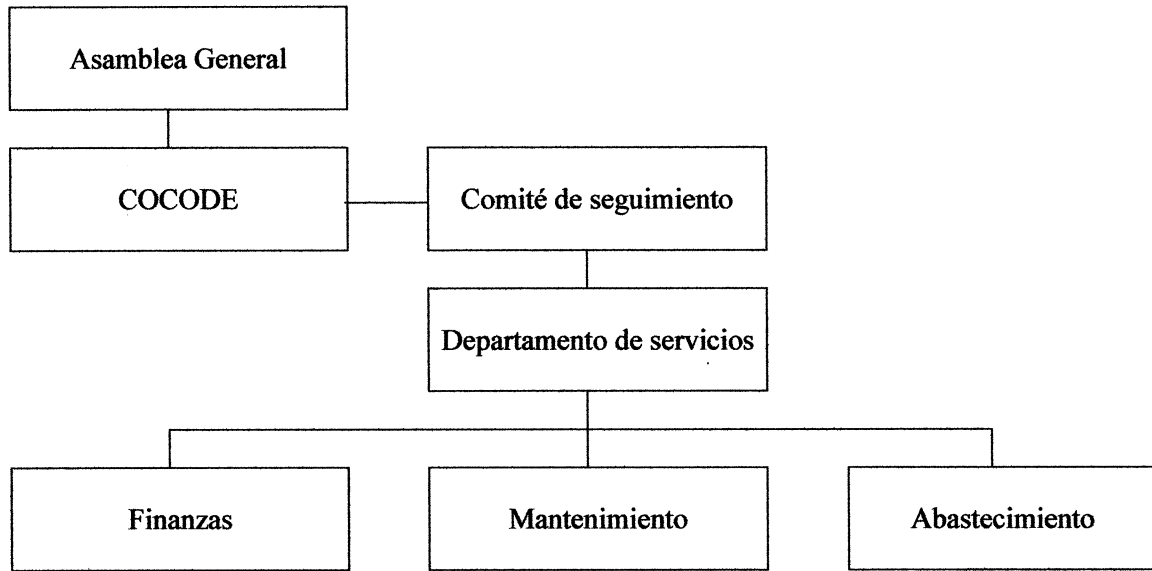 Asamblea General
COCODE
Comité de seguimiento
Departamento de servicios
Finanzas
Mantenimiento
Abastecimiento